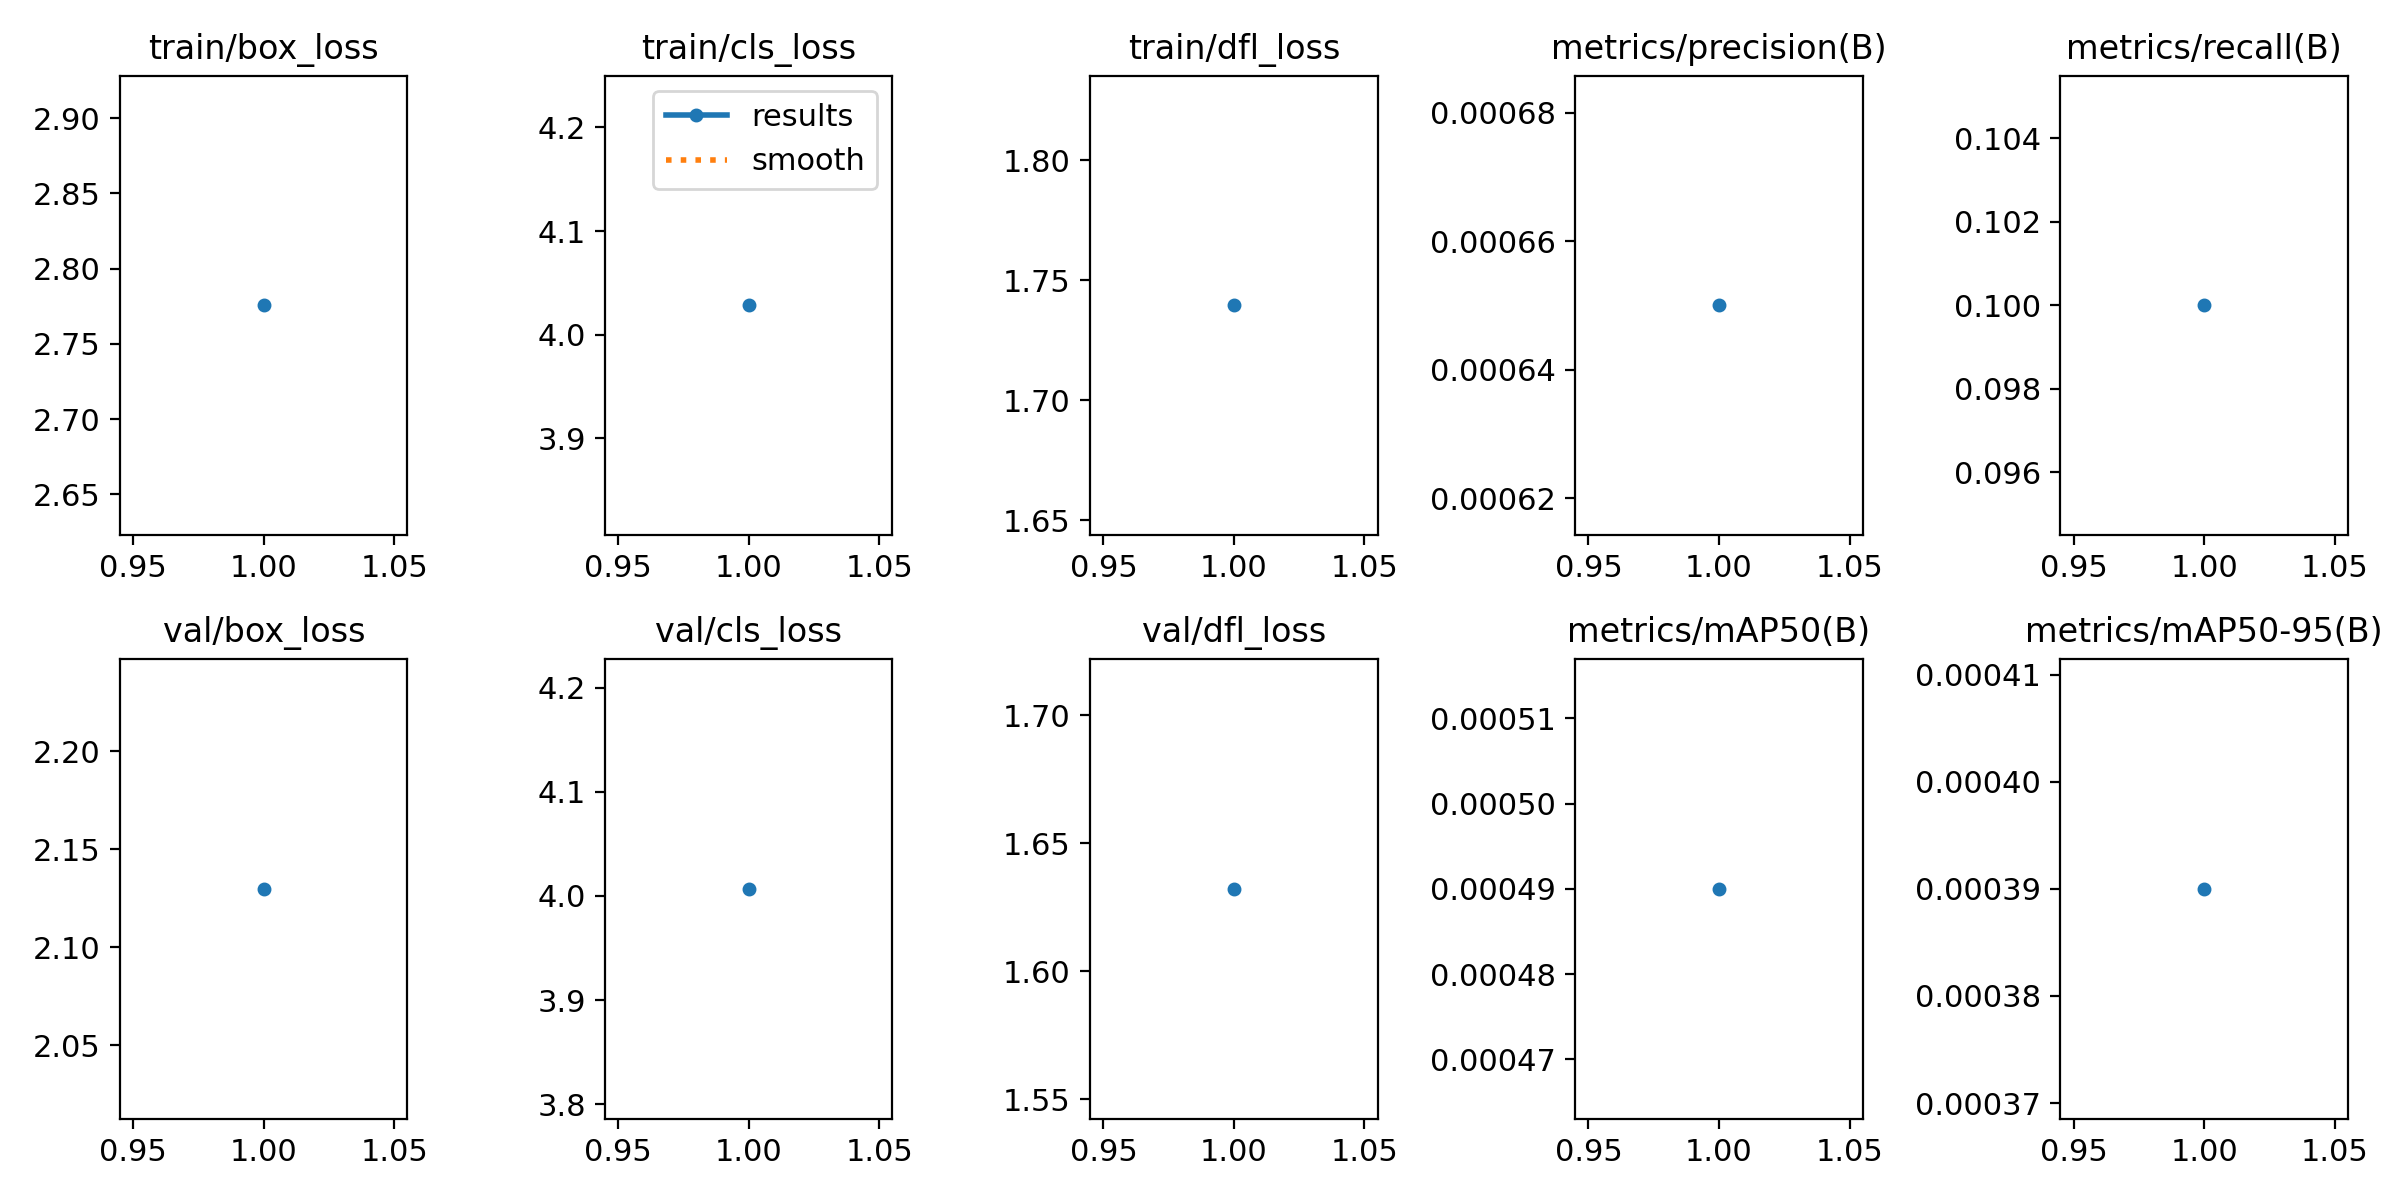 train/box_loss
2.90
2.85
2.80
2.75
2.70
2.65
0.95 1.00 1.05
train/cls_loss
results
smooth
4.2
4.1
4.0
3.9
0.95 1.00 1.05
train/dfl_loss
1.80
1.75
1.70
1.65
0.95 1.00 1.05
metrics/precision(B)
0.00068
0.00066
0.00064
0.00062
0.95 1.00 1.05
metrics/recall(B)
0.104
0.102
0.100
0.098
0.096
0.95 1.00 1.05
val/box_loss
2.20
2.15
2.10
2.05
0.95 1.00 1.05
val/cls_loss
4.2
4.1
4.0
3.9
3.8
0.95 1.00 1.05
val/dfl_loss
1.70
1.65
1.60
1.55
0.95 1.00 1.05
metrics/mAP50(B)
0.00051
0.00050
0.00049
0.00048
0.00047
0.95 1.00 1.05
metrics/mAP50-95(B)
0.00041
0.00040
0.00039
0.00038
0.00037
0.95 1.00 1.05